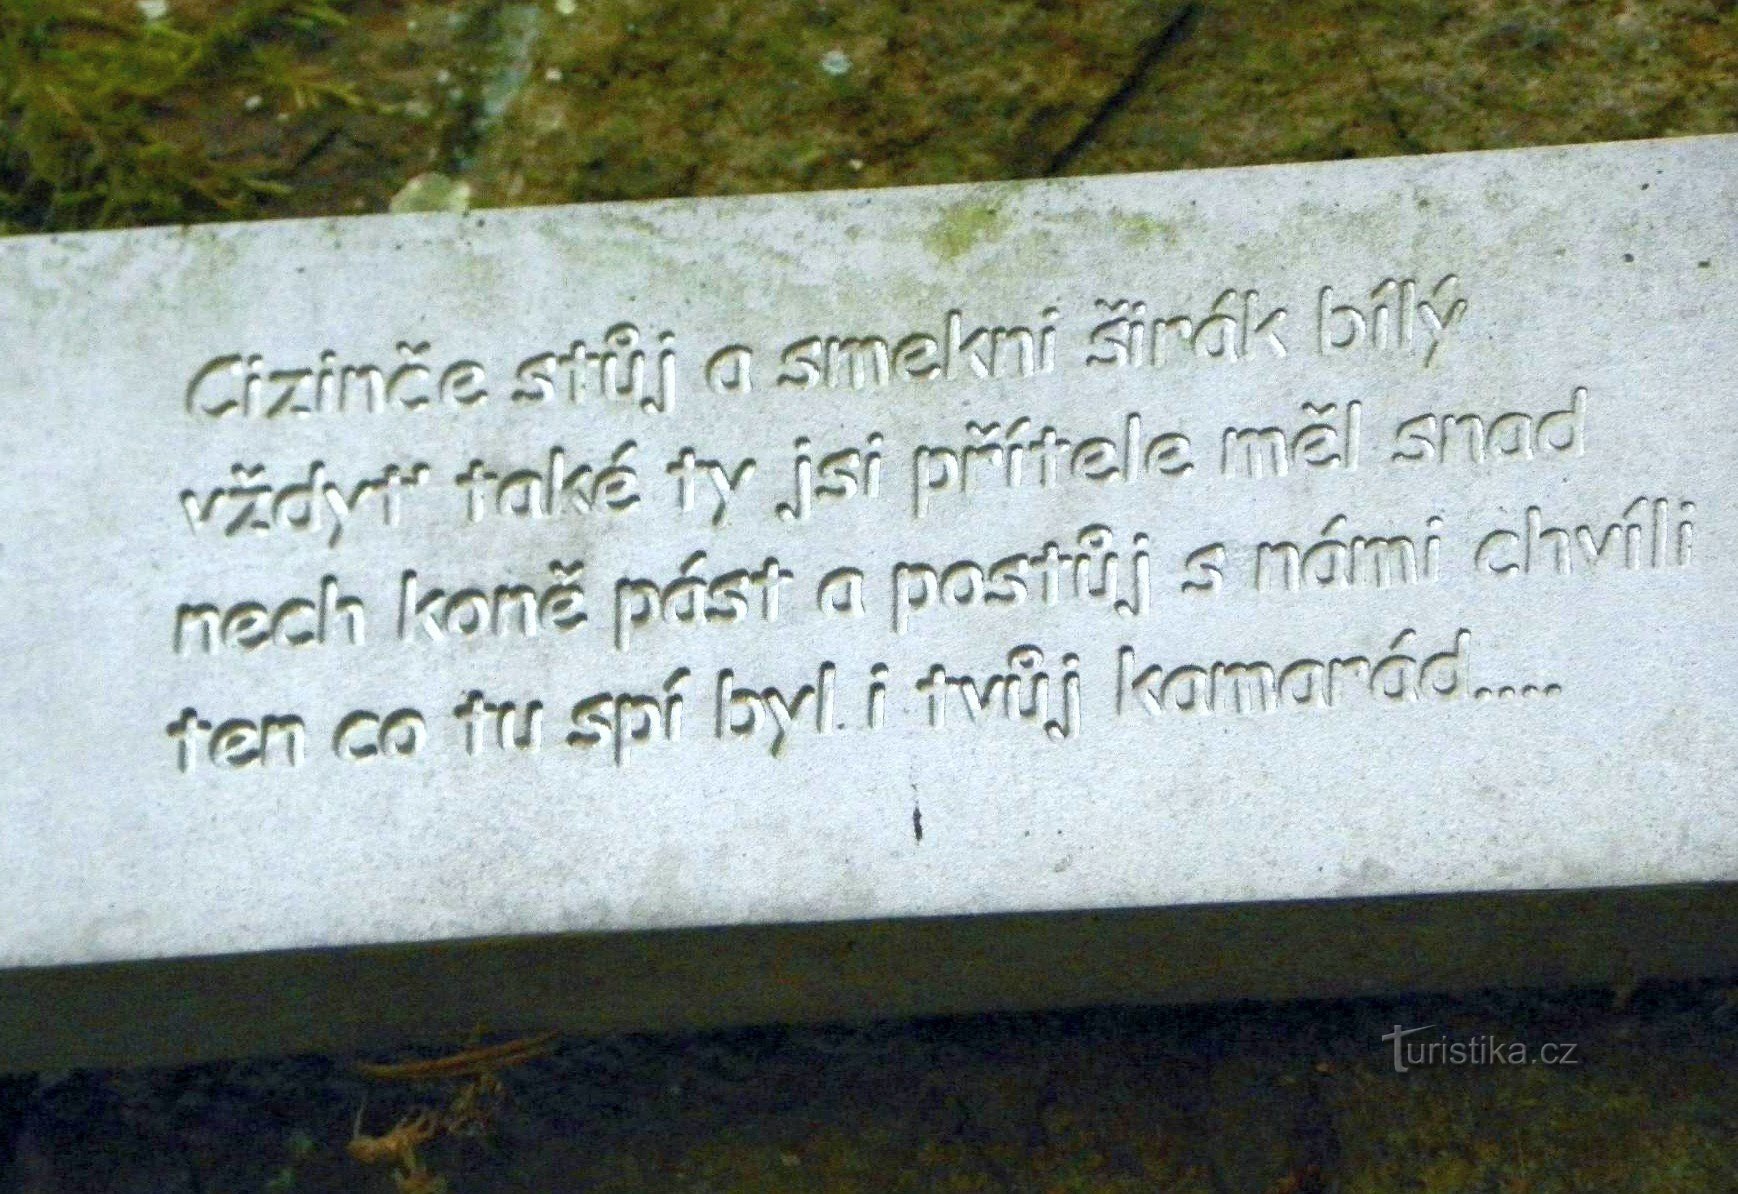 Cizinče stůj a smekni širák bílý
vždyť také ty jsi přítele měl snad
nech koně pást a postůj s námi chvíli
ten co tu spí byl i tvůj kamarád.....
Turistika.cz